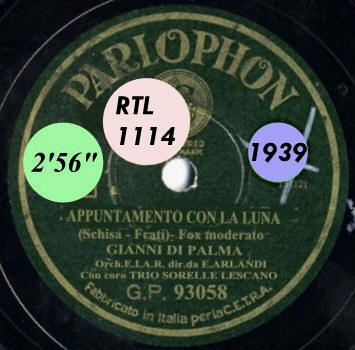 PARLOPHON
RTL
1114
1939
2'56"
APPUNTAMENTO CON LA LUNA
(Schisa - Frati)- Fox moderato
GIANNI DI PALMA
Orch.E.I.A.R. dir.da E.ARLANDI
Con coro TRIO SORELLE LESCANO
G.P. 93058
Fabbricato in Italia per la C.E.T.R.A.